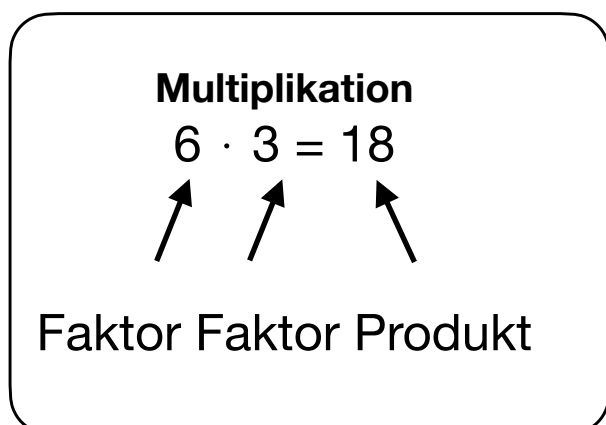 Multiplikation
6 · 3 = 18
Faktor Faktor Produkt